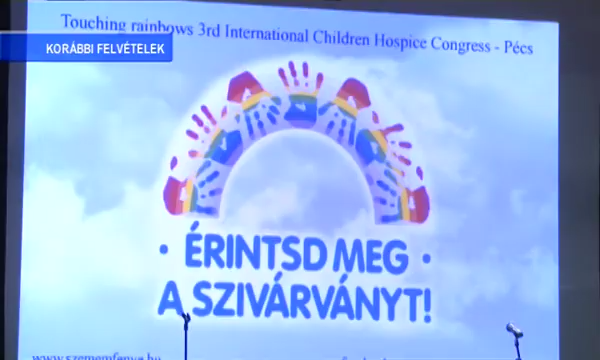 Touching rainbows 3rd International Children Hospice Congress - Pécs
KORÁBBI FELVÉTELEK
• ÉRINTSD MEG •
A SZIVÁRVÁNYT!